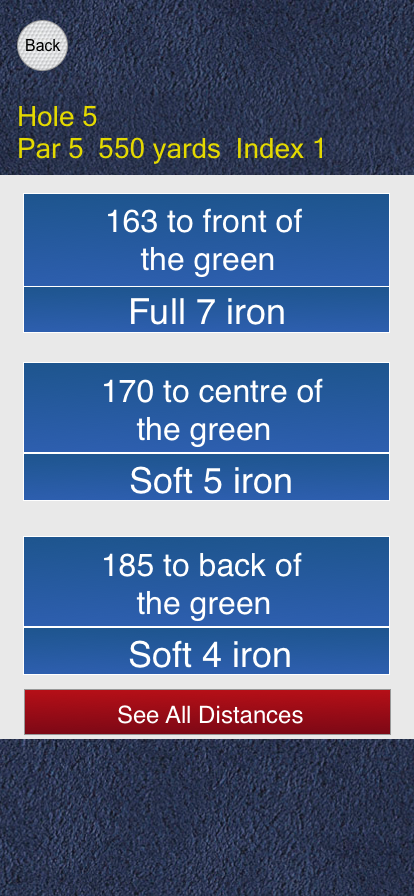 Back
Hole 5
Par 5 550 yards Index 1
163 to front of
the green
Full 7 iron
170 to centre of
the green
Soft 5 iron
185 to back of
the green
Soft 4 iron
See All Distances